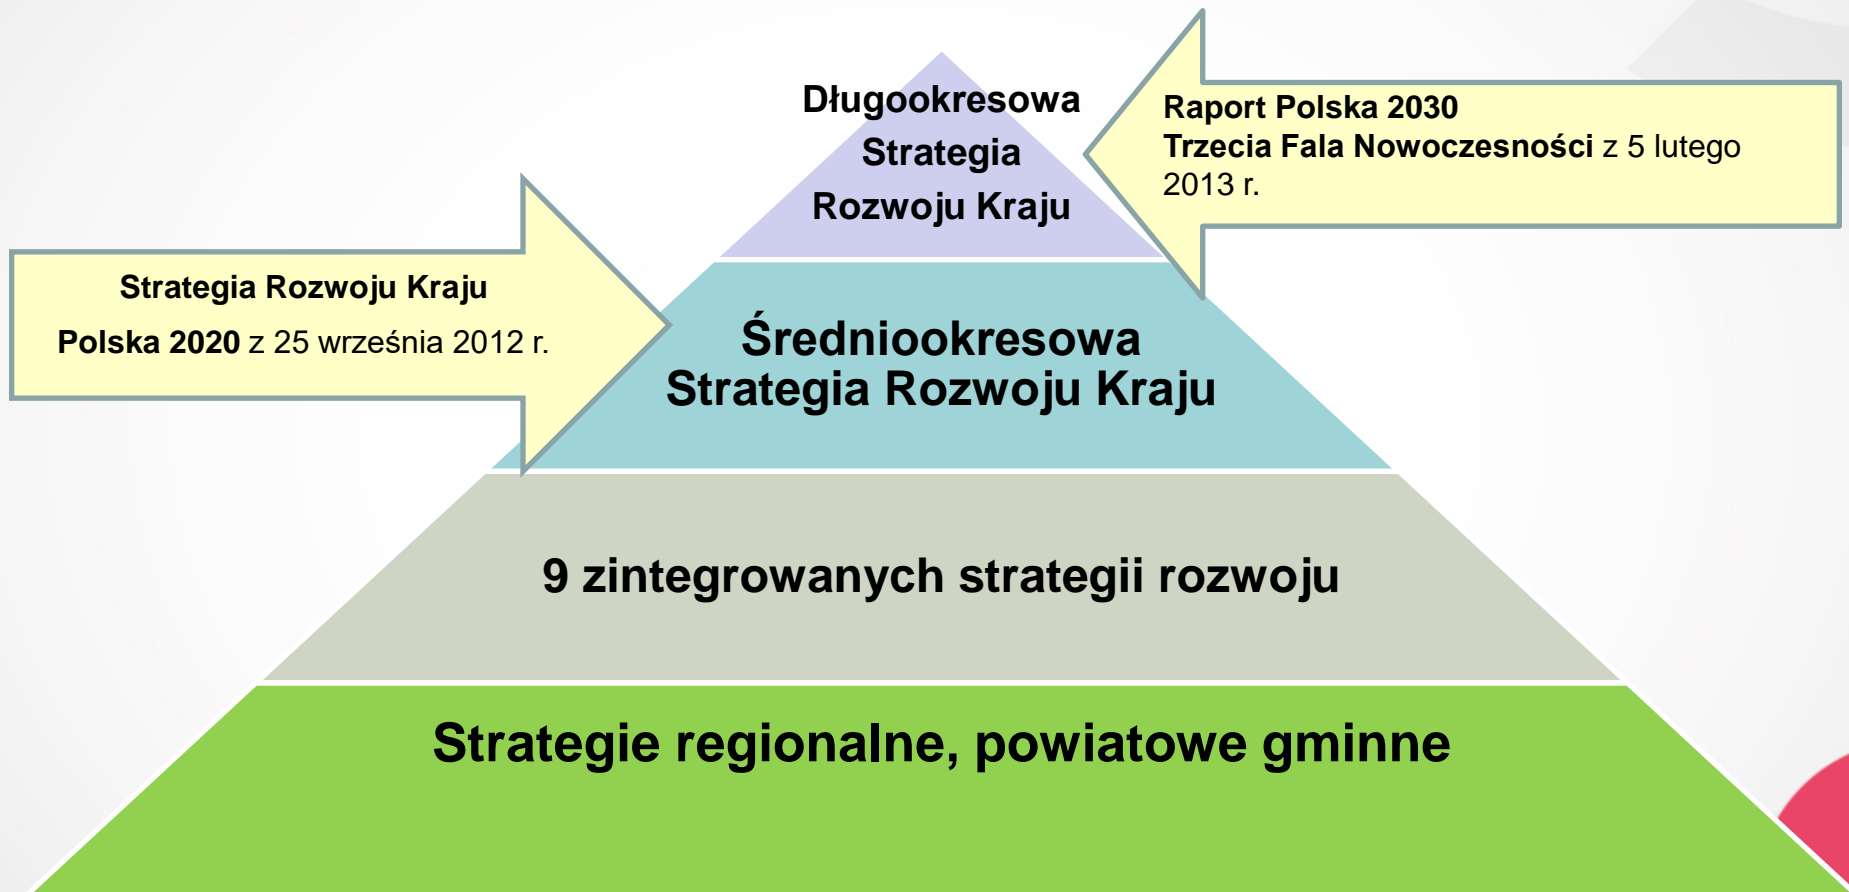 Długookresowa
Strategia
Rozwoju Kraju
Raport Polska 2030
Trzecia Fala Nowoczesności z 5 lutego
2013 r.
Strategia Rozwoju Kraju
Polska 2020 z 25 września 2012 r.
Średniookresowa
Strategia Rozwoju Kraju
9 zintegrowanych strategii rozwoju
Strategie regionalne, powiatowe gminne